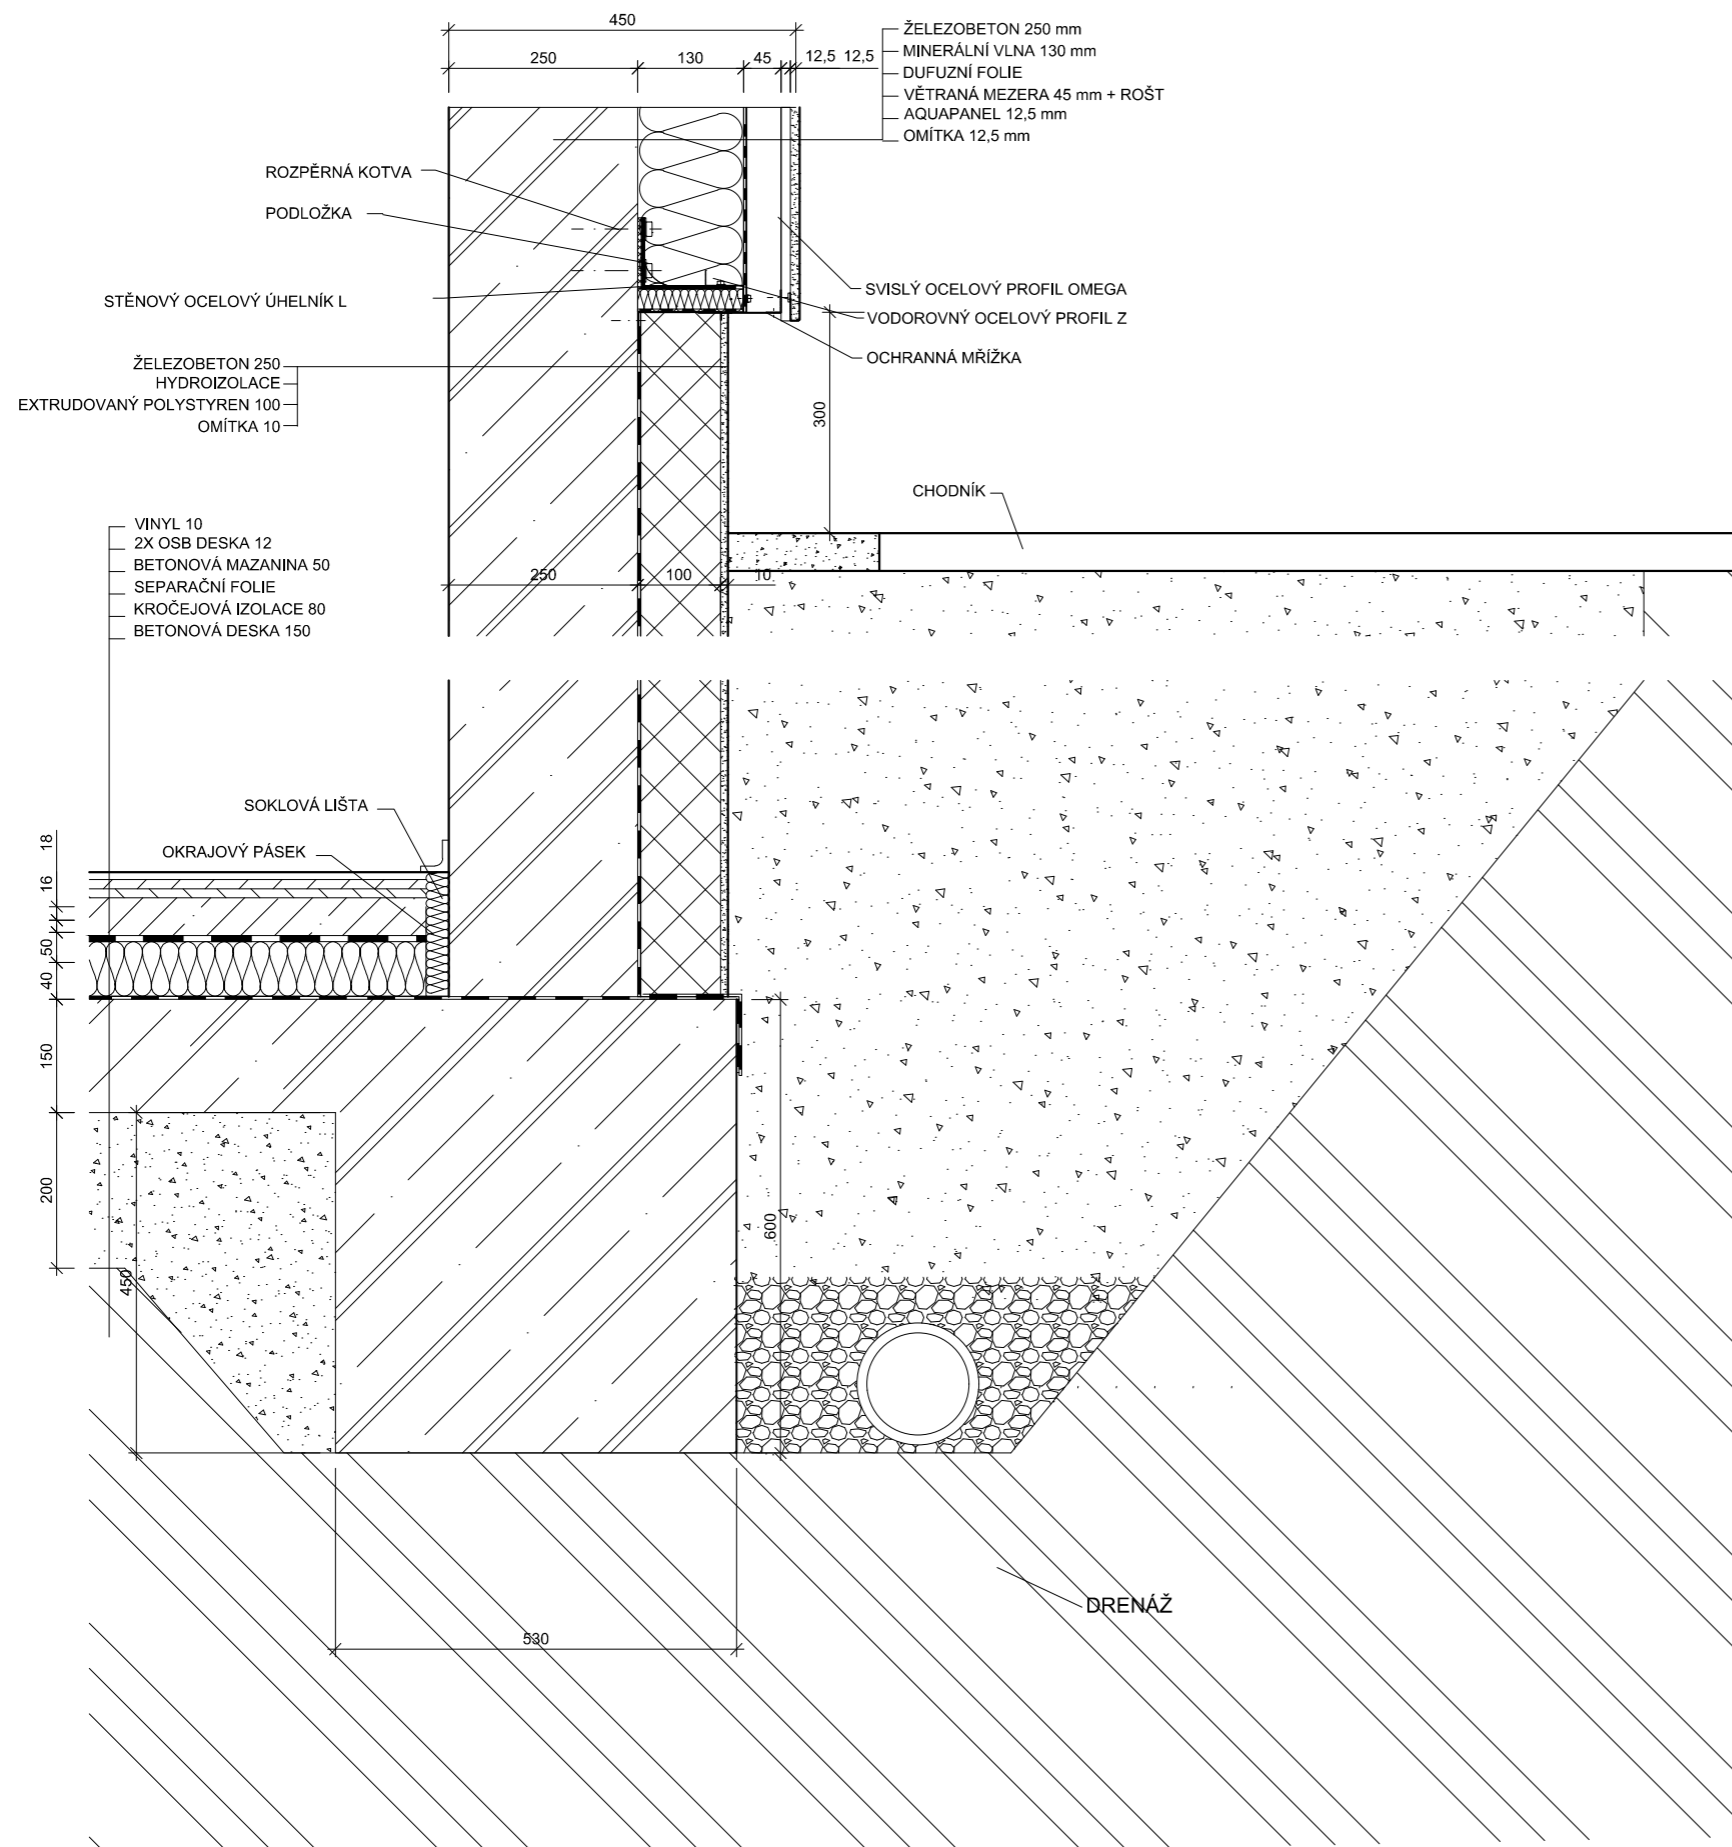 450
250
130
45
12,5
12,5
ŽELEZOBETON 250 mm
MINERÁLNÍ VLNA 130 mm
DUFUZNÍ FOLIE
VĚTRANÁ MEZERA 45 mm + ROŠT
AQUAPANEL 12,5 mm
OMÍTKA 12,5 mm
ROZPĚRNÁ KOTVA
PODLOŽKA
STĚNOVÝ OCELOVÝ ÚHELNÍK L
SVISLÝ OCELOVÝ PROFIL OMEGA
VODOROVNÝ OCELOVÝ PROFIL Z
OCHRANNÁ MŘÍŽKA
ŽELEZOBETON 250
HYDROIZOLACE
EXTRUDOVANÝ POLYSTYREN 100
OMÍTKA 10
300
CHODNÍK
VINYL 10
2X OSB DESKA 12
BETONOVÁ MAZANINA 50
SEPARAČNÍ FOLIE
KROČEJOVÁ IZOLACE 80
BETONOVÁ DESKA 150
250
100
10
SOKLOVÁ LIŠTA
OKRAJOVÝ PÁSEK
18
16
50
40
150
200
450
600
530
DRENÁŽ